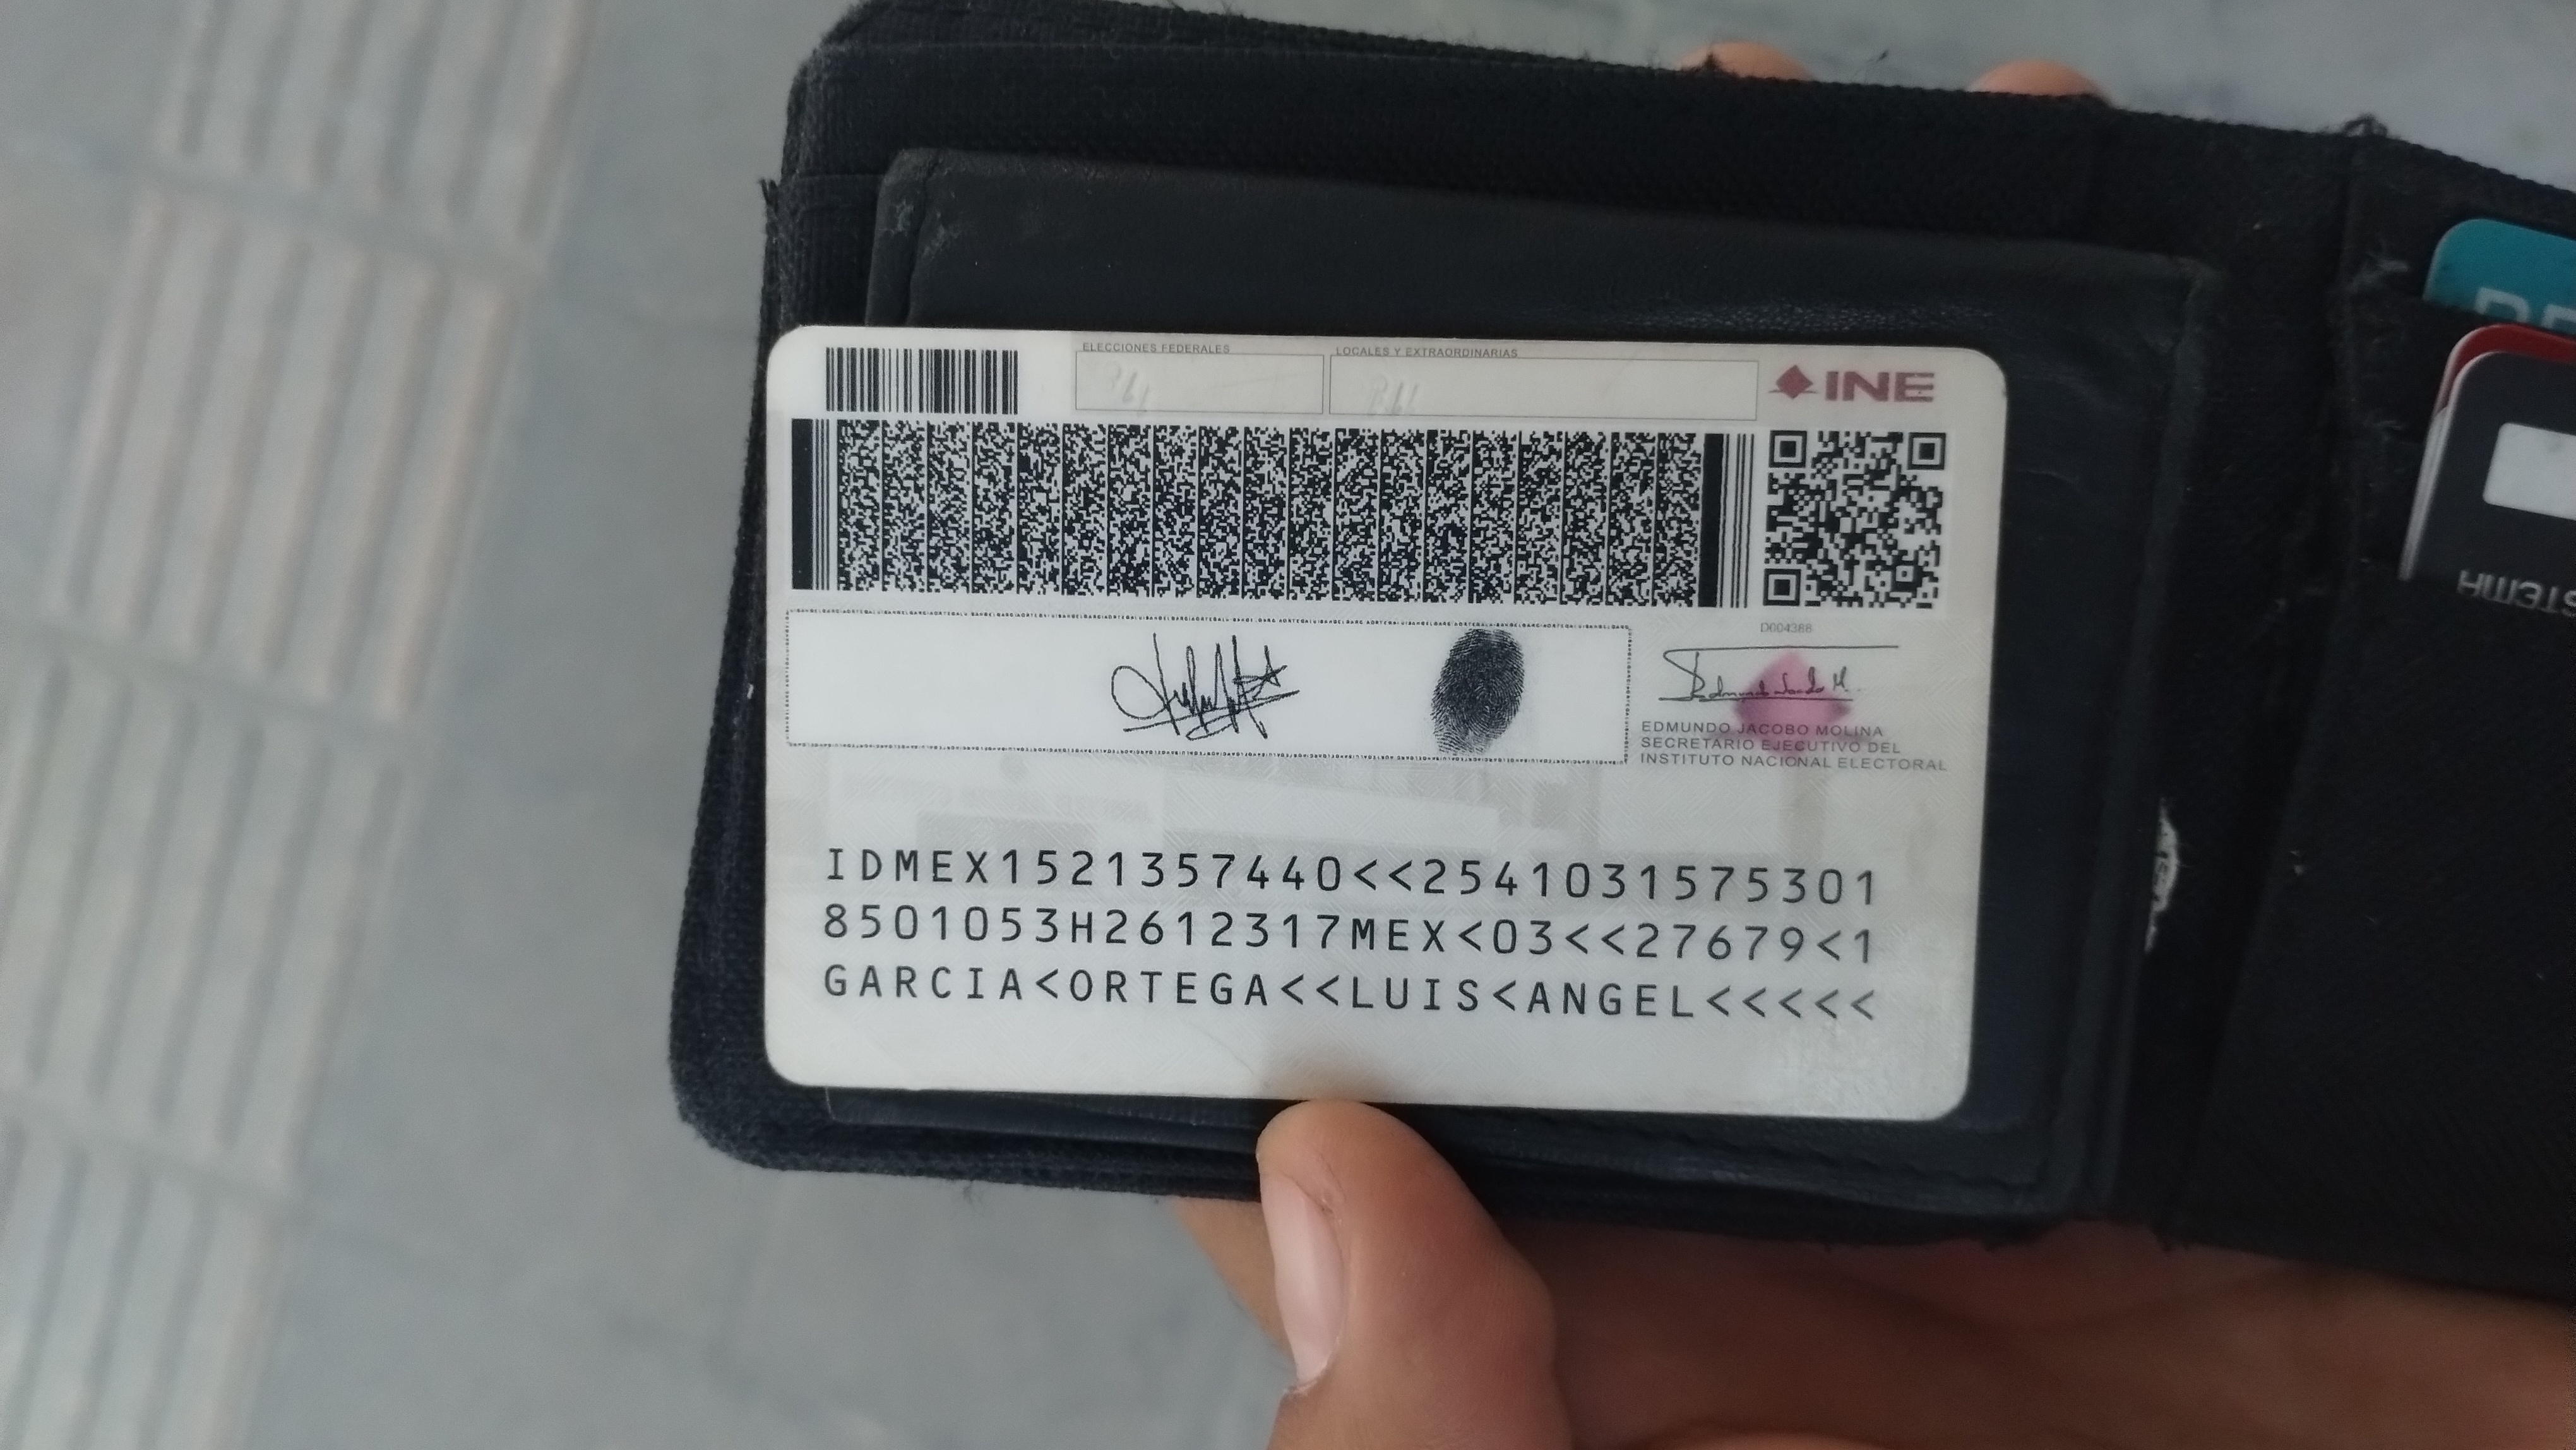 ELECCIONES FEDERALES
LOCALES Y EXTRAORDINARIAS
INE
D004388
EDMUNDO JACOBO MOLINA
SECRETARIO EJECUTIVO DEL
INSTITUTO NACIONAL ELECTORAL
IDMEX1521357440<<2541031575301
8501053H2612317MEX<03<<27679<1
GARCIA<ORTEGA<<LUIS<ANGEL<<<<<